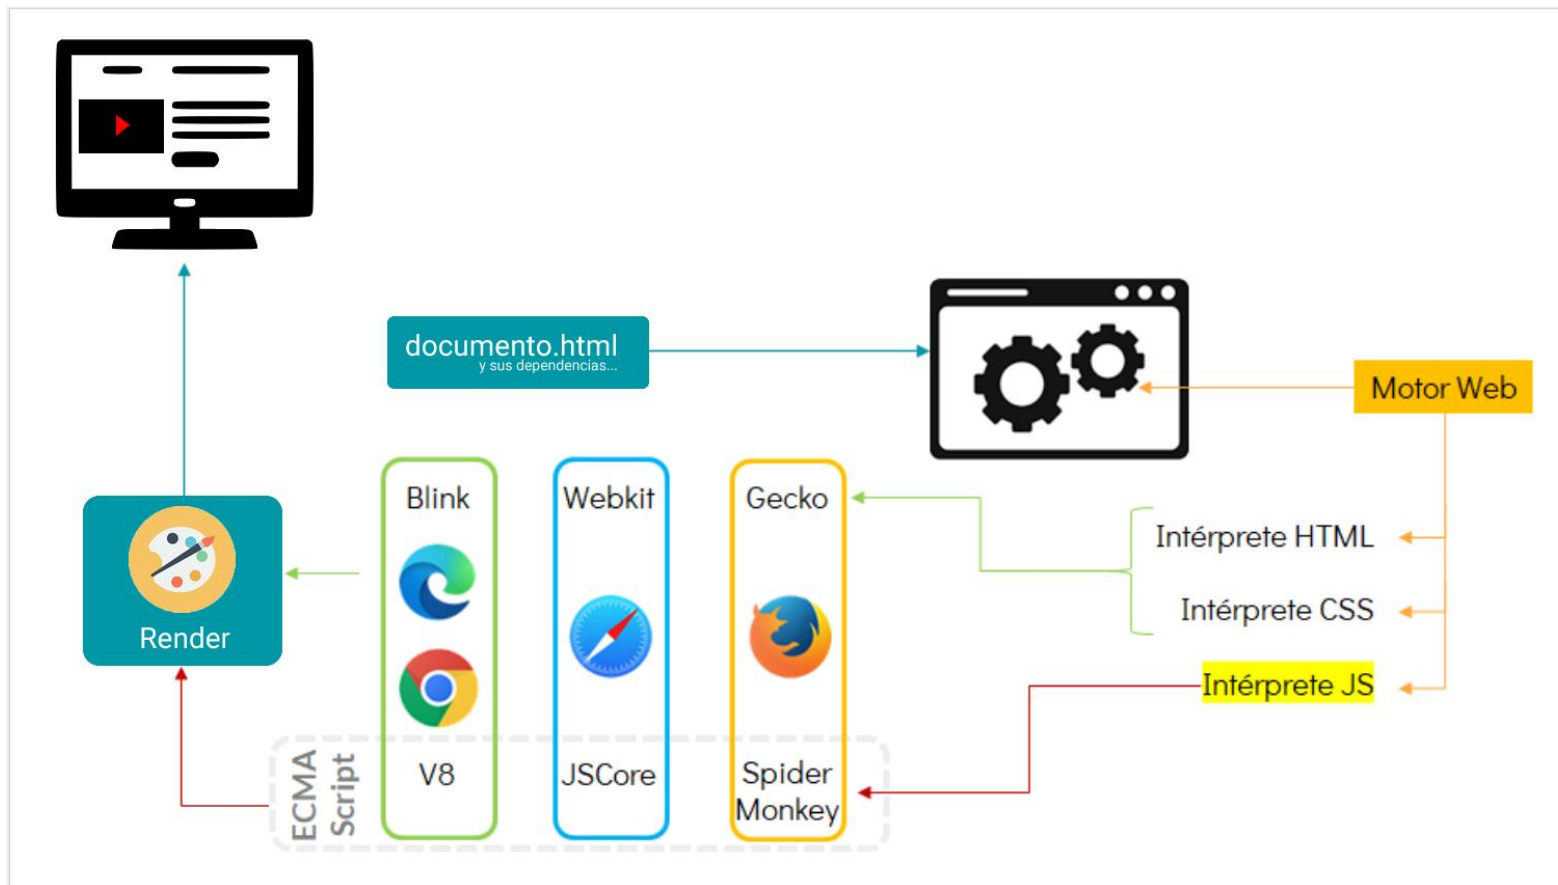 documento.html
y sus dependencias...
Motor Web
Blink
Webkit
Gecko
Intérprete HTML
Intérprete CSS
Intérprete JS
Render
ECMA
Script
V8
JSCore
Spider
Monkey